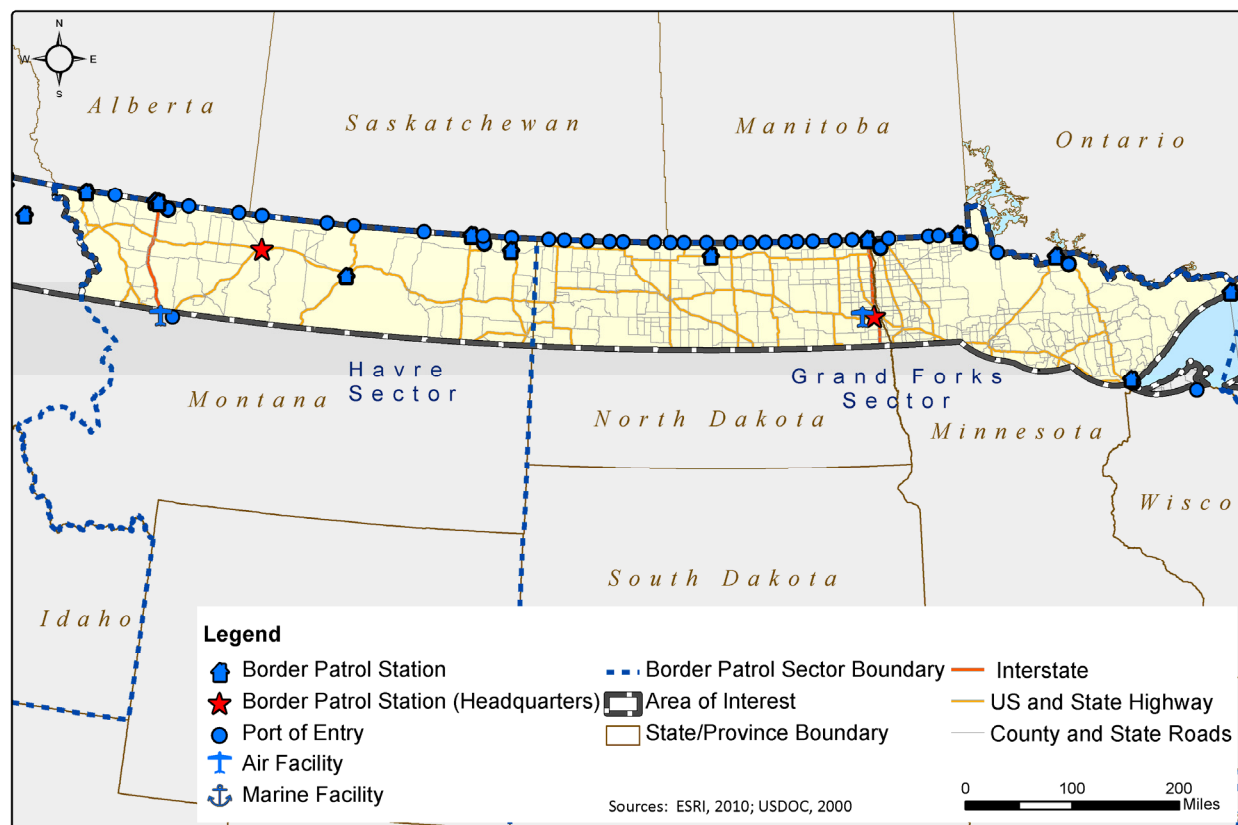 N
W E
S
Alberta
Saskatchewan
Manitoba
Ontario
Havre
Sector
Grand Forks
Sector
Montana
North Dakota
Minnesota
Wisco
South Dakota
Idaho
Legend
Border Patrol Station
Border Patrol Station (Headquarters)
Port of Entry
Air Facility
Marine Facility
Border Patrol Sector Boundary
Area of Interest
State/Province Boundary
Interstate
US and State Highway
County and State Roads
Sources: ESRI, 2010; USDOC, 2000
0 100 200
Miles